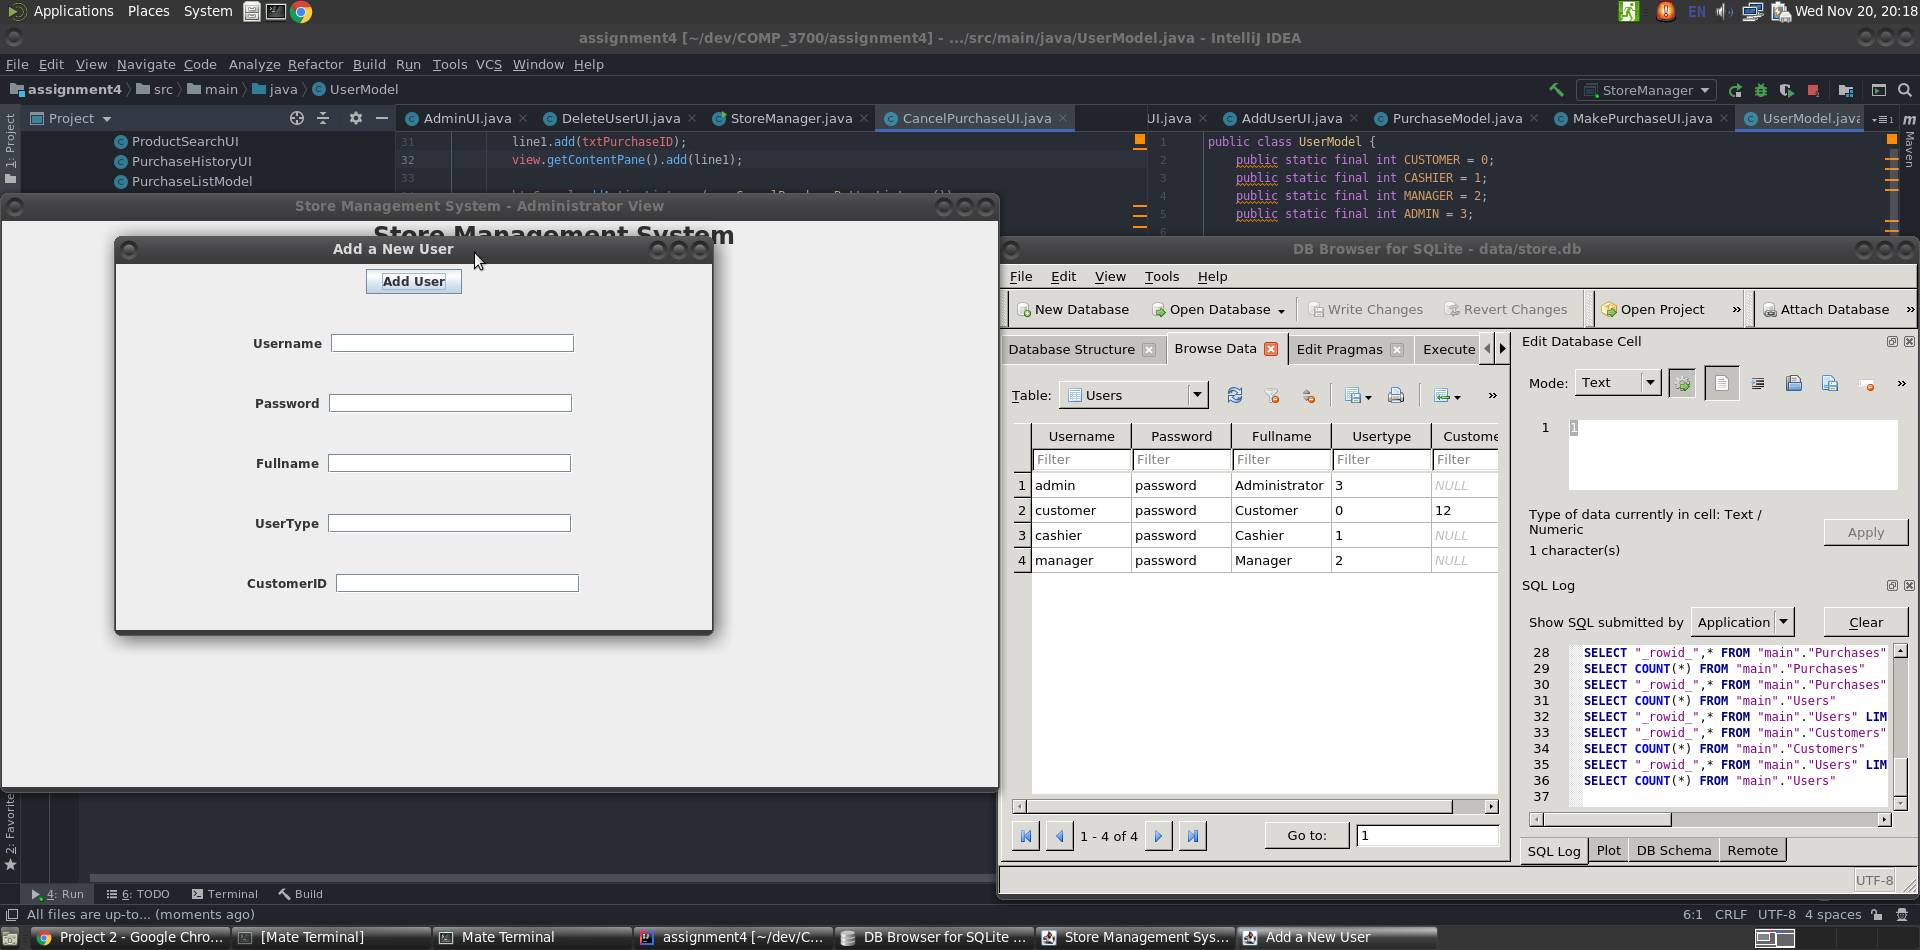 Applications Places System
EN Wed Nov 20, 20:18
assignment4 [~/dev/COMP_3700/assignment4] - .../src/main/java/UserModel.java - IntelliJ IDEA
File Edit View Navigate Code Analyze Refactor Build Run Tools VCS Window Help
assignment4 src main java UserModel
StoreManager
1: Project
Project
AdminUI.java DeleteUserUI.java StoreManager.java CancelPurchaseUI.java
UI.java AddUserUI.java PurchaseModel.java MakePurchaseUI.java UserModel.java
Maven
ProductSearchUI
PurchaseHistoryUI
PurchaseListModel
31 line1.add(txtPurchaseID);
32 view.getContentPane().add(line1);
33
1 public class UserModel {
2 public static final int CUSTOMER = 0;
3 public static final int CASHIER = 1;
4 public static final int MANAGER = 2;
5 public static final int ADMIN = 3;
6
Store Management System - Administrator View
Store Management System
Add a New User
Add User
Username
Password
Fullname
UserType
CustomerID
DB Browser for SQLite - data/store.db
File Edit View Tools Help
New Database Open Database Write Changes Revert Changes Open Project » Attach Database »
Database Structure Browse Data Edit Pragmas Execute
Table: Users »
Username Password Fullname Usertype Custome
Filter Filter Filter Filter Filter
1 admin password Administrator 3 NULL
2 customer password Customer 0 12
3 cashier password Cashier 1 NULL
4 manager password Manager 2 NULL
1 - 4 of 4 Go to: 1
Edit Database Cell
Mode: Text »
1 1
Type of data currently in cell: Text /
Numeric
1 character(s)
Apply
SQL Log
Show SQL submitted by Application Clear
28 SELECT "_rowid_",* FROM "main"."Purchases"
29 SELECT COUNT(*) FROM "main"."Purchases"
30 SELECT "_rowid_",* FROM "main"."Purchases"
31 SELECT COUNT(*) FROM "main"."Users"
32 SELECT "_rowid_",* FROM "main"."Users" LIM
33 SELECT "_rowid_",* FROM "main"."Customers"
34 SELECT COUNT(*) FROM "main"."Customers"
35 SELECT "_rowid_",* FROM "main"."Users" LIM
36 SELECT COUNT(*) FROM "main"."Users"
37
SQL Log Plot DB Schema Remote
UTF-8
2: Favorite
4: Run 6: TODO Terminal Build
All files are up-to... (moments ago)
6:1 CRLF UTF-8 4 spaces
Project 2 - Google Chro... [Mate Terminal] Mate Terminal assignment4 [~/dev/C... DB Browser for SQLite ... Store Management Sys... Add a New User